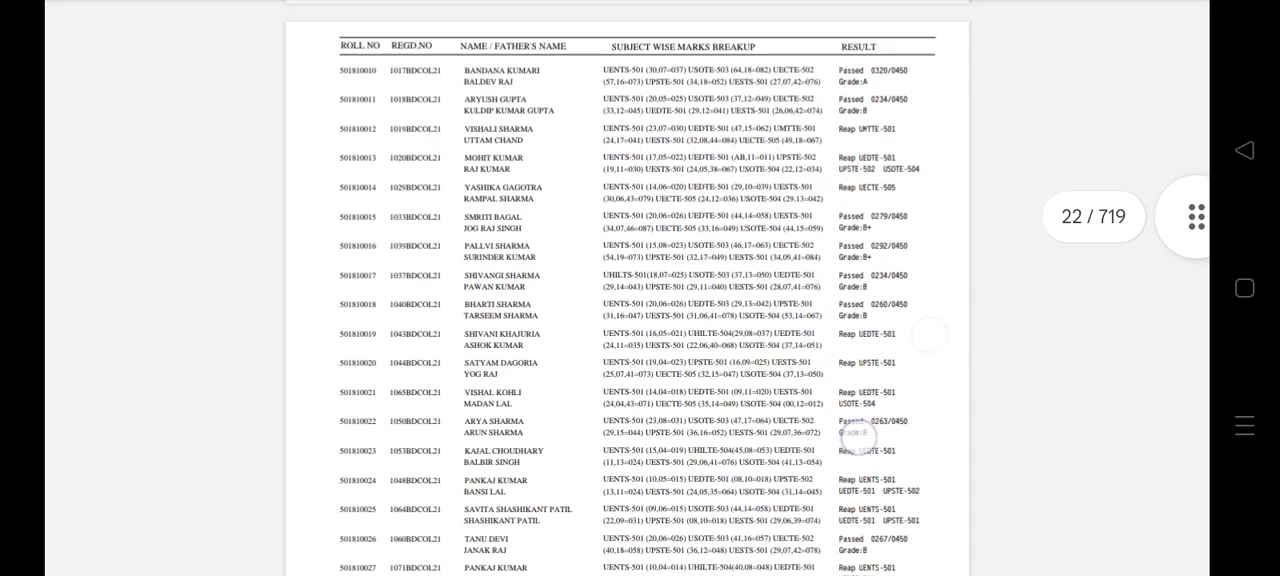 ROLL NO REGD.NO NAME / FATHER'S NAME SUBJECT WISE MARKS BREAKUP RESULT
501810010 1017BDCOL21 BANDANA KUMARI UENTS-501 (30,07=037) USOTE-503 (64,18=082) UECTE-502 Passed 0320/0450
BALDEV RAJ (57,16=073) UPSTE-501 (34,18=052) UESTS-501 (27,07,42=076) Grade:A
501810011 1018BDCOL21 ARYUSH GUPTA UENTS-501 (20,05=025) USOTE-503 (37,12=049) UECTE-502 Passed 0234/0450
KULDIP KUMAR GUPTA (33,12=045) UEDTE-501 (29,12=041) UESTS-501 (26,06,42=074) Grade:B
501810012 1019BDCOL21 VISHALI SHARMA UENTS-501 (23,07=030) UEDTE-501 (47,15=062) UMTTE-501 Reap UMTTE-501
UTTAM CHAND (24,17=041) UESTS-501 (32,08,44=084) UECTE-505 (49,18=067)
501810013 1020BDCOL21 MOHIT KUMAR UENTS-501 (17,05=022) UEDTE-501 (AB,11=011) UPSTE-502 Reap UEDTE-501
RAJ KUMAR (19,11=030) UESTS-501 (24,05,38=067) USOTE-504 (22,12=034) UPSTE-502 USOTE-504
501810014 1029BDCOL21 YASHIKA GAGOTRA UENTS-501 (14,06=020) UEDTE-501 (29,10=039) UESTS-501 Reap UECTE-505
RAMPAL SHARMA (30,06,43=079) UECTE-505 (24,12=036) USOTE-504 (29,13=042)
501810015 1033BDCOL21 SMRITI BAGAL UENTS-501 (20,06=026) UEDTE-501 (44,14=058) UESTS-501 Passed 0279/0450
JOG RAJ SINGH (34,07,46=087) UECTE-505 (33,16=049) USOTE-504 (44,15=059) Grade:B+
501810016 1039BDCOL21 PALLVI SHARMA UENTS-501 (15,08=023) USOTE-503 (46,17=063) UECTE-502 Passed 0292/0450
SURINDER KUMAR (54,19=073) UPSTE-501 (32,17=049) UESTS-501 (34,09,41=084) Grade:B+
501810017 1037BDCOL21 SHIVANGI SHARMA UHILTS-501(18,07=025) USOTE-503 (37,13=050) UEDTE-501 Passed 0234/0450
PAWAN KUMAR (29,14=043) UPSTE-501 (29,11=040) UESTS-501 (28,07,41=076) Grade:B
501810018 1040BDCOL21 BHARTI SHARMA UENTS-501 (20,06=026) UEDTE-503 (29,13=042) UPSTE-501 Passed 0260/0450
TARSEEM SHARMA (31,16=047) UESTS-501 (31,06,41=078) USOTE-504 (53,14=067) Grade:B
501810019 1043BDCOL21 SHIVANI KHAJURIA UENTS-501 (16,05=021) UHILTE-504(29,08=037) UEDTE-501 Reap UEDTE-501
ASHOK KUMAR (24,11=035) UESTS-501 (22,06,40=068) USOTE-504 (37,14=051)
501810020 1044BDCOL21 SATYAM DAGORIA UENTS-501 (19,04=023) UPSTE-501 (16,09=025) UESTS-501 Reap UPSTE-501
YOG RAJ (25,07,41=073) UECTE-505 (32,15=047) USOTE-504 (37,13=050)
501810021 1065BDCOL21 VISHAL KOHLI UENTS-501 (14,04=018) UEDTE-501 (09,11=020) UESTS-501 Reap UEDTE-501
MADAN LAL (24,04,43=071) UECTE-505 (35,14=049) USOTE-504 (00,12=012) USOTE-504
501810022 1050BDCOL21 ARYA SHARMA UENTS-501 (23,08=031) USOTE-503 (47,17=064) UECTE-502 Passed 0263/0450
ARUN SHARMA (29,15=044) UPSTE-501 (36,16=052) UESTS-501 (29,07,36=072) Grade:B
501810023 1053BDCOL21 KAJAL CHOUDHARY UENTS-501 (15,04=019) UHILTE-504(45,08=053) UEDTE-501 Reap UEDTE-501
BALBIR SINGH (11,13=024) UESTS-501 (29,06,41=076) USOTE-504 (41,13=054)
501810024 1048BDCOL21 PANKAJ KUMAR UENTS-501 (10,05=015) UEDTE-501 (08,10=018) UPSTE-502 Reap UENTS-501
BANSI LAL (13,11=024) UESTS-501 (24,05,35=064) USOTE-504 (31,14=045) UEDTE-501 UPSTE-502
501810025 1064BDCOL21 SAVITA SHASHIKANT PATIL UENTS-501 (09,06=015) USOTE-503 (44,14=058) UEDTE-501 Reap UENTS-501
SHASHIKANT PATIL (22,09=031) UPSTE-501 (08,10=018) UESTS-501 (29,06,39=074) UEDTE-501 UPSTE-501
501810026 1060BDCOL21 TANU DEVI UENTS-501 (20,06=026) USOTE-503 (41,16=057) UECTE-502 Passed 0267/0450
JANAK RAJ (40,18=058) UPSTE-501 (36,12=048) UESTS-501 (29,07,42=078) Grade:B
501810027 1071BDCOL21 PANKAJ KUMAR UENTS-501 (10,04=014) UHILTE-504(40,08=048) UEDTE-501 Reap UENTS-501
22 / 719